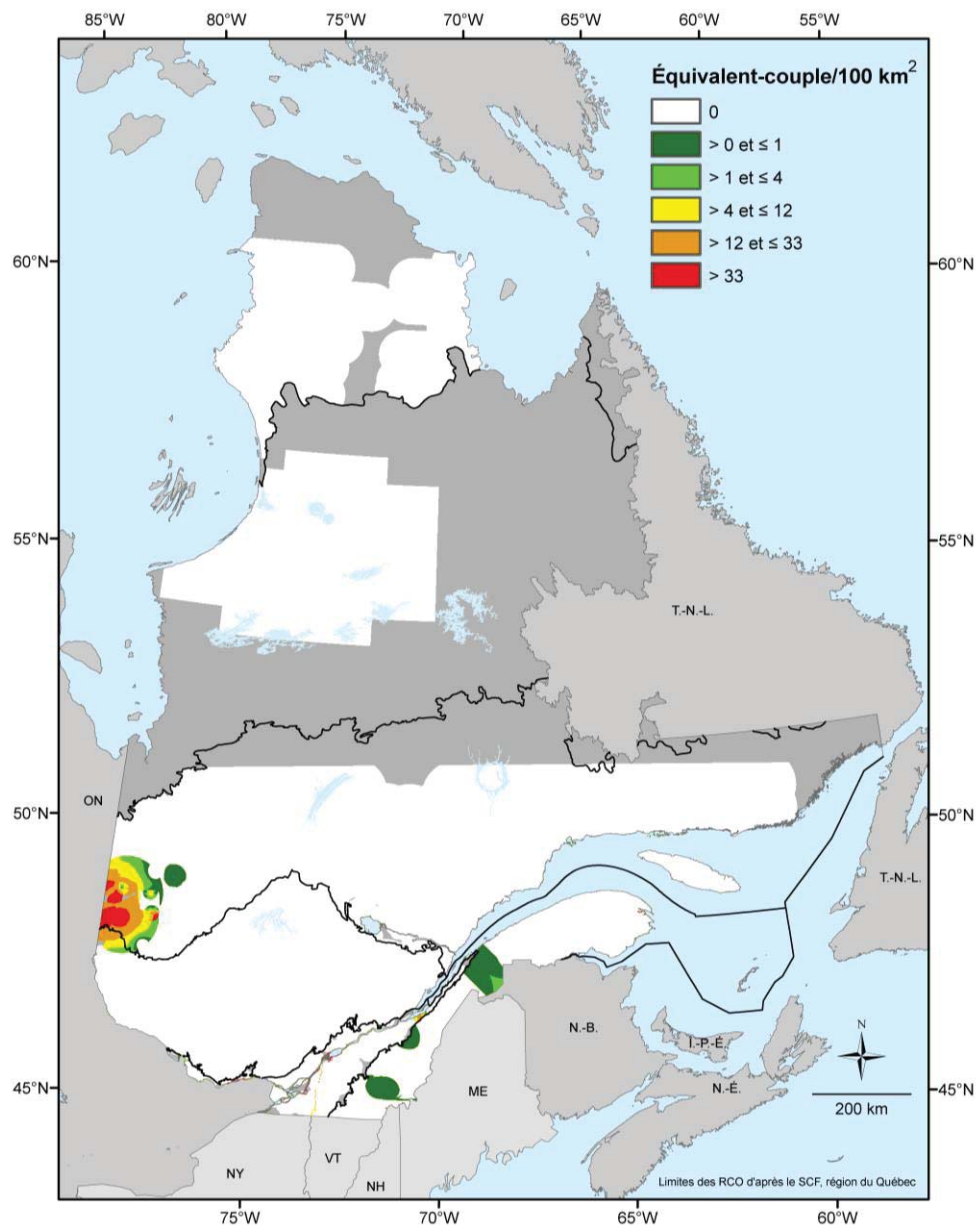 85°W 80°W 75°W 70°W 65°W 60°W 55°W
Équivalent-couple/100 km²
0
> 0 et ≤ 1
> 1 et ≤ 4
> 4 et ≤ 12
> 12 et ≤ 33
> 33
60°N 60°N
55°N 55°N
T.-N.-L.
ON
50°N 50°N
T.-N.-L.
N.-B.
Î.-P.-É.
N
45°N 45°N
ME
N.-É.
200 km
NY
VT
NH
Limites des RCO d'après le SCF, région du Québec
75°W 70°W 65°W 60°W